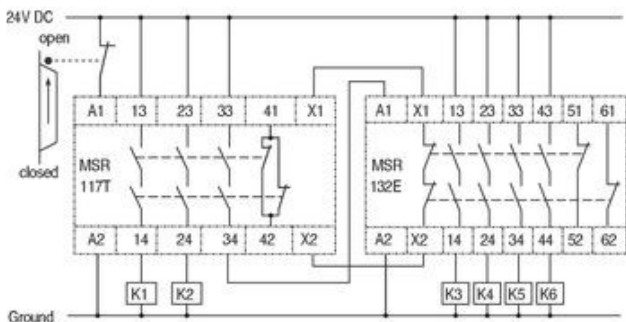 24V DC
open
closed
A1 13 23 33 41 X1
MSR
117T
A2 14 24 34 42 X2
A1 X1 13 23 33 43 51 61
MSR
132E
A2 X2 14 24 34 44 52 62
K1 K2
K3 K4 K5 K6
Ground